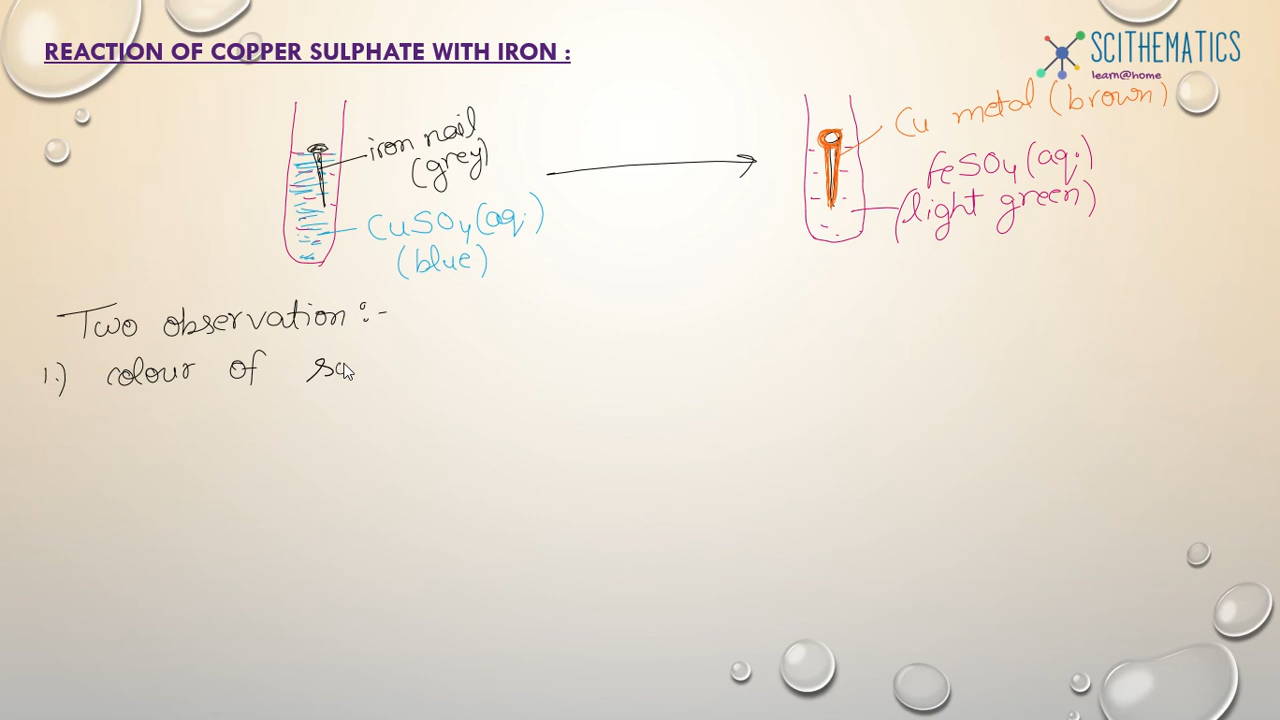 REACTION OF COPPER SULPHATE WITH IRON :
SCITHEMATICS
learn@home
iron nail
(grey)
CuSO4(aq.)
(blue)
Cu metal (brown)
FeSO4(aq.)
(light green)
Two observation :-
1.) colour of so